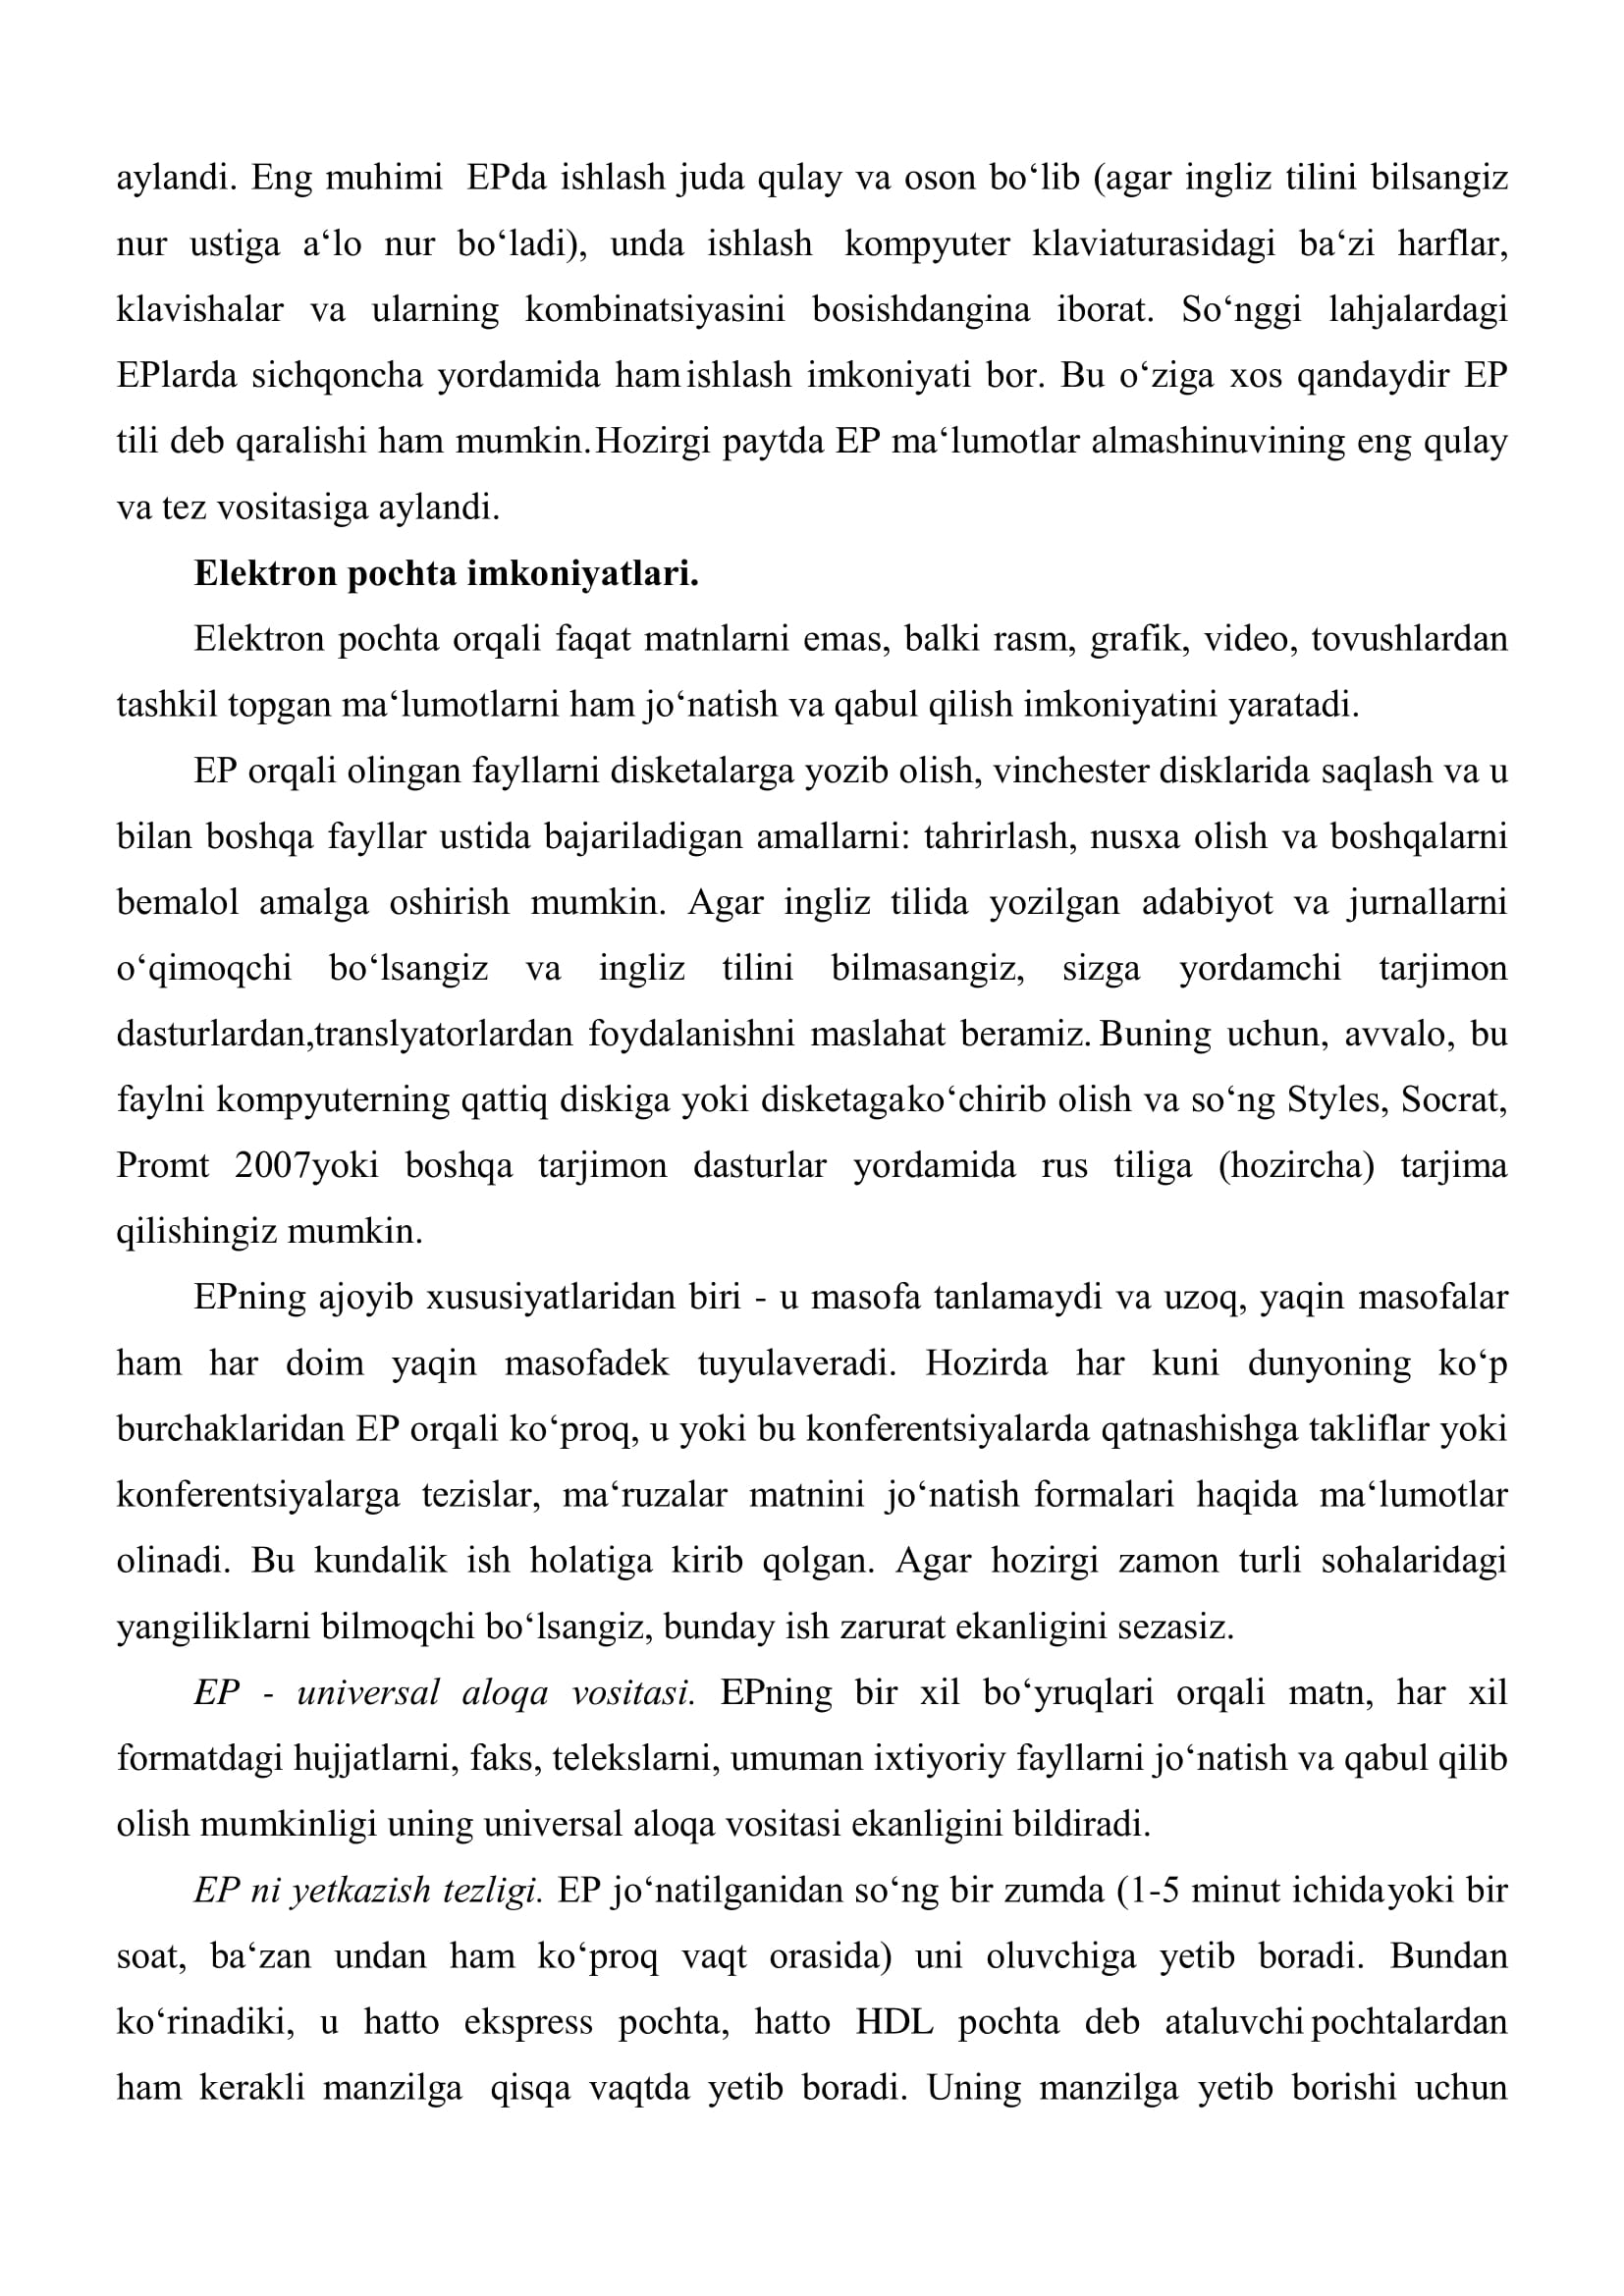 aylandi. Eng muhimi EPda ishlash juda qulay va oson bo‘lib (agar ingliz tilini bilsangiz
nur ustiga a‘lo nur bo‘ladi), unda ishlash kompyuter klaviaturasidagi ba‘zi harflar,
klavishalar va ularning kombinatsiyasini bosishdangina iborat. So‘nggi lahjalardagi
EPlarda sichqoncha yordamida ham ishlash imkoniyati bor. Bu o‘ziga xos qandaydir EP
tili deb qaralishi ham mumkin. Hozirgi paytda EP ma‘lumotlar almashinuvining eng qulay
va tez vositasiga aylandi.
Elektron pochta imkoniyatlari.
Elektron pochta orqali faqat matnlarni emas, balki rasm, grafik, video, tovushlardan
tashkil topgan ma‘lumotlarni ham jo‘natish va qabul qilish imkoniyatini yaratadi.
EP orqali olingan fayllarni disketalarga yozib olish, vinchester disklarida saqlash va u
bilan boshqa fayllar ustida bajariladigan amallarni: tahrirlash, nusxa olish va boshqalarni
bemalol amalga oshirish mumkin. Agar ingliz tilida yozilgan adabiyot va jurnallarni
o‘qimoqchi bo‘lsangiz va ingliz tilini bilmasangiz, sizga yordamchi tarjimon
dasturlardan,translyatorlardan foydalanishni maslahat beramiz. Buning uchun, avvalo, bu
faylni kompyuterning qattiq diskiga yoki disketagako‘chirib olish va so‘ng Styles, Socrat,
Promt 2007yoki boshqa tarjimon dasturlar yordamida rus tiliga (hozircha) tarjima
qilishingiz mumkin.
EPning ajoyib xususiyatlaridan biri - u masofa tanlamaydi va uzoq, yaqin masofalar
ham har doim yaqin masofadek tuyulaveradi. Hozirda har kuni dunyoning ko‘p
burchaklaridan EP orqali ko‘proq, u yoki bu konferentsiyalarda qatnashishga takliflar yoki
konferentsiyalarga tezislar, ma‘ruzalar matnini jo‘natish formalari haqida ma‘lumotlar
olinadi. Bu kundalik ish holatiga kirib qolgan. Agar hozirgi zamon turli sohalaridagi
yangiliklarni bilmoqchi bo‘lsangiz, bunday ish zarurat ekanligini sezasiz.
EP - universal aloqa vositasi. EPning bir xil bo‘yruqlari orqali matn, har xil
formatdagi hujjatlarni, faks, telekslarni, umuman ixtiyoriy fayllarni jo‘natish va qabul qilib
olish mumkinligi uning universal aloqa vositasi ekanligini bildiradi.
EP ni yetkazish tezligi. EP jo‘natilganidan so‘ng bir zumda (1-5 minut ichidayoki bir
soat, ba‘zan undan ham ko‘proq vaqt orasida) uni oluvchiga yetib boradi. Bundan
ko‘rinadiki, u hatto ekspress pochta, hatto HDL pochta deb ataluvchi pochtalardan
ham kerakli manzilga qisqa vaqtda yetib boradi. Uning manzilga yetib borishi uchun